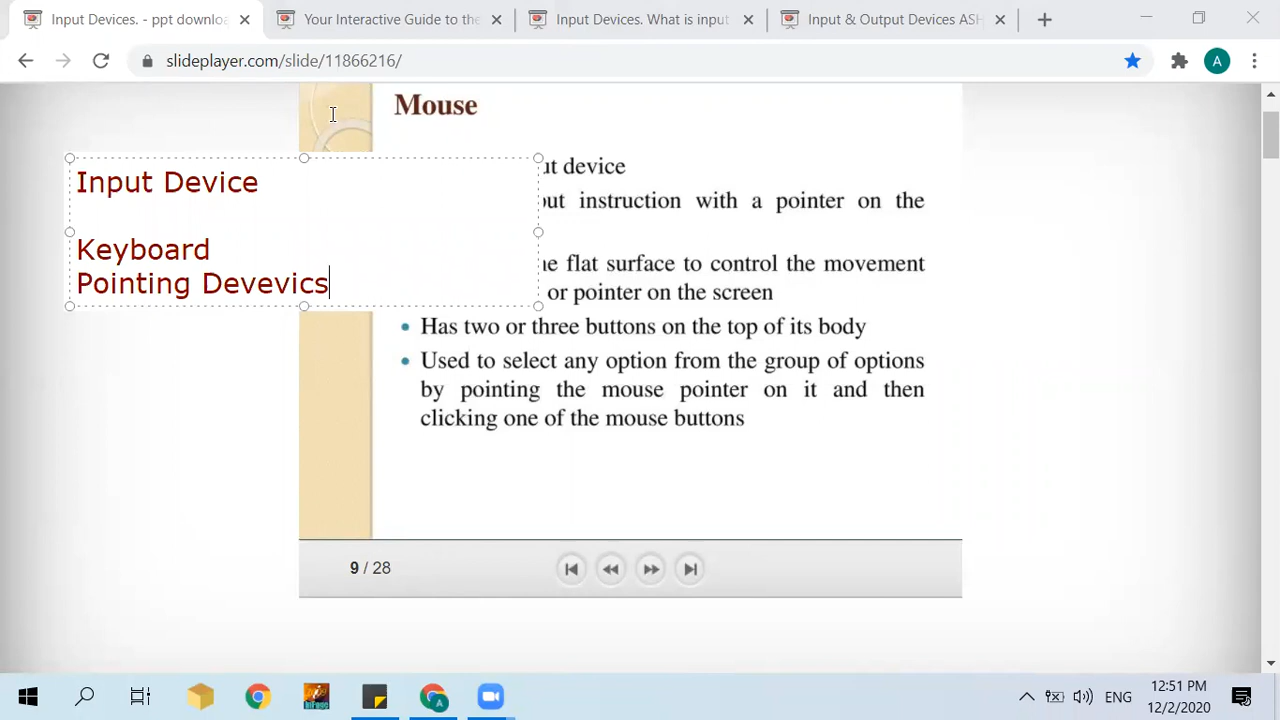 Input Devices. - ppt downloa
Your Interactive Guide to the
Input Devices. What is input
Input & Output Devices ASH
slideplayer.com/slide/11866216/
A
Mouse
ut device
out instruction with a pointer on the
he flat surface to control the movement
or pointer on the screen
• Has two or three buttons on the top of its body
• Used to select any option from the group of options
by pointing the mouse pointer on it and then
clicking one of the mouse buttons
Input Device
Keyboard
Pointing Devevics
9 / 28
A
ENG
12:51 PM
12/2/2020